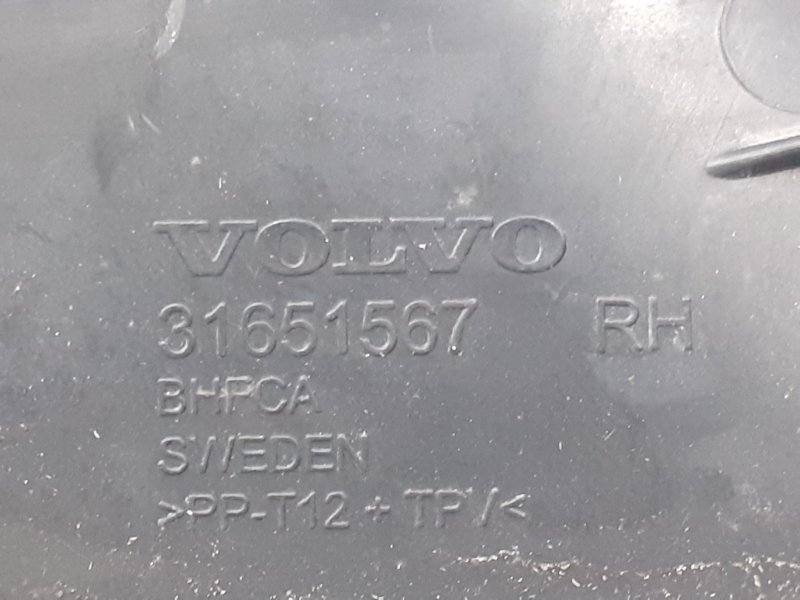 VOLVO
31651567 RH
BHPCA
SWEDEN
>PP-T12 + TPV<